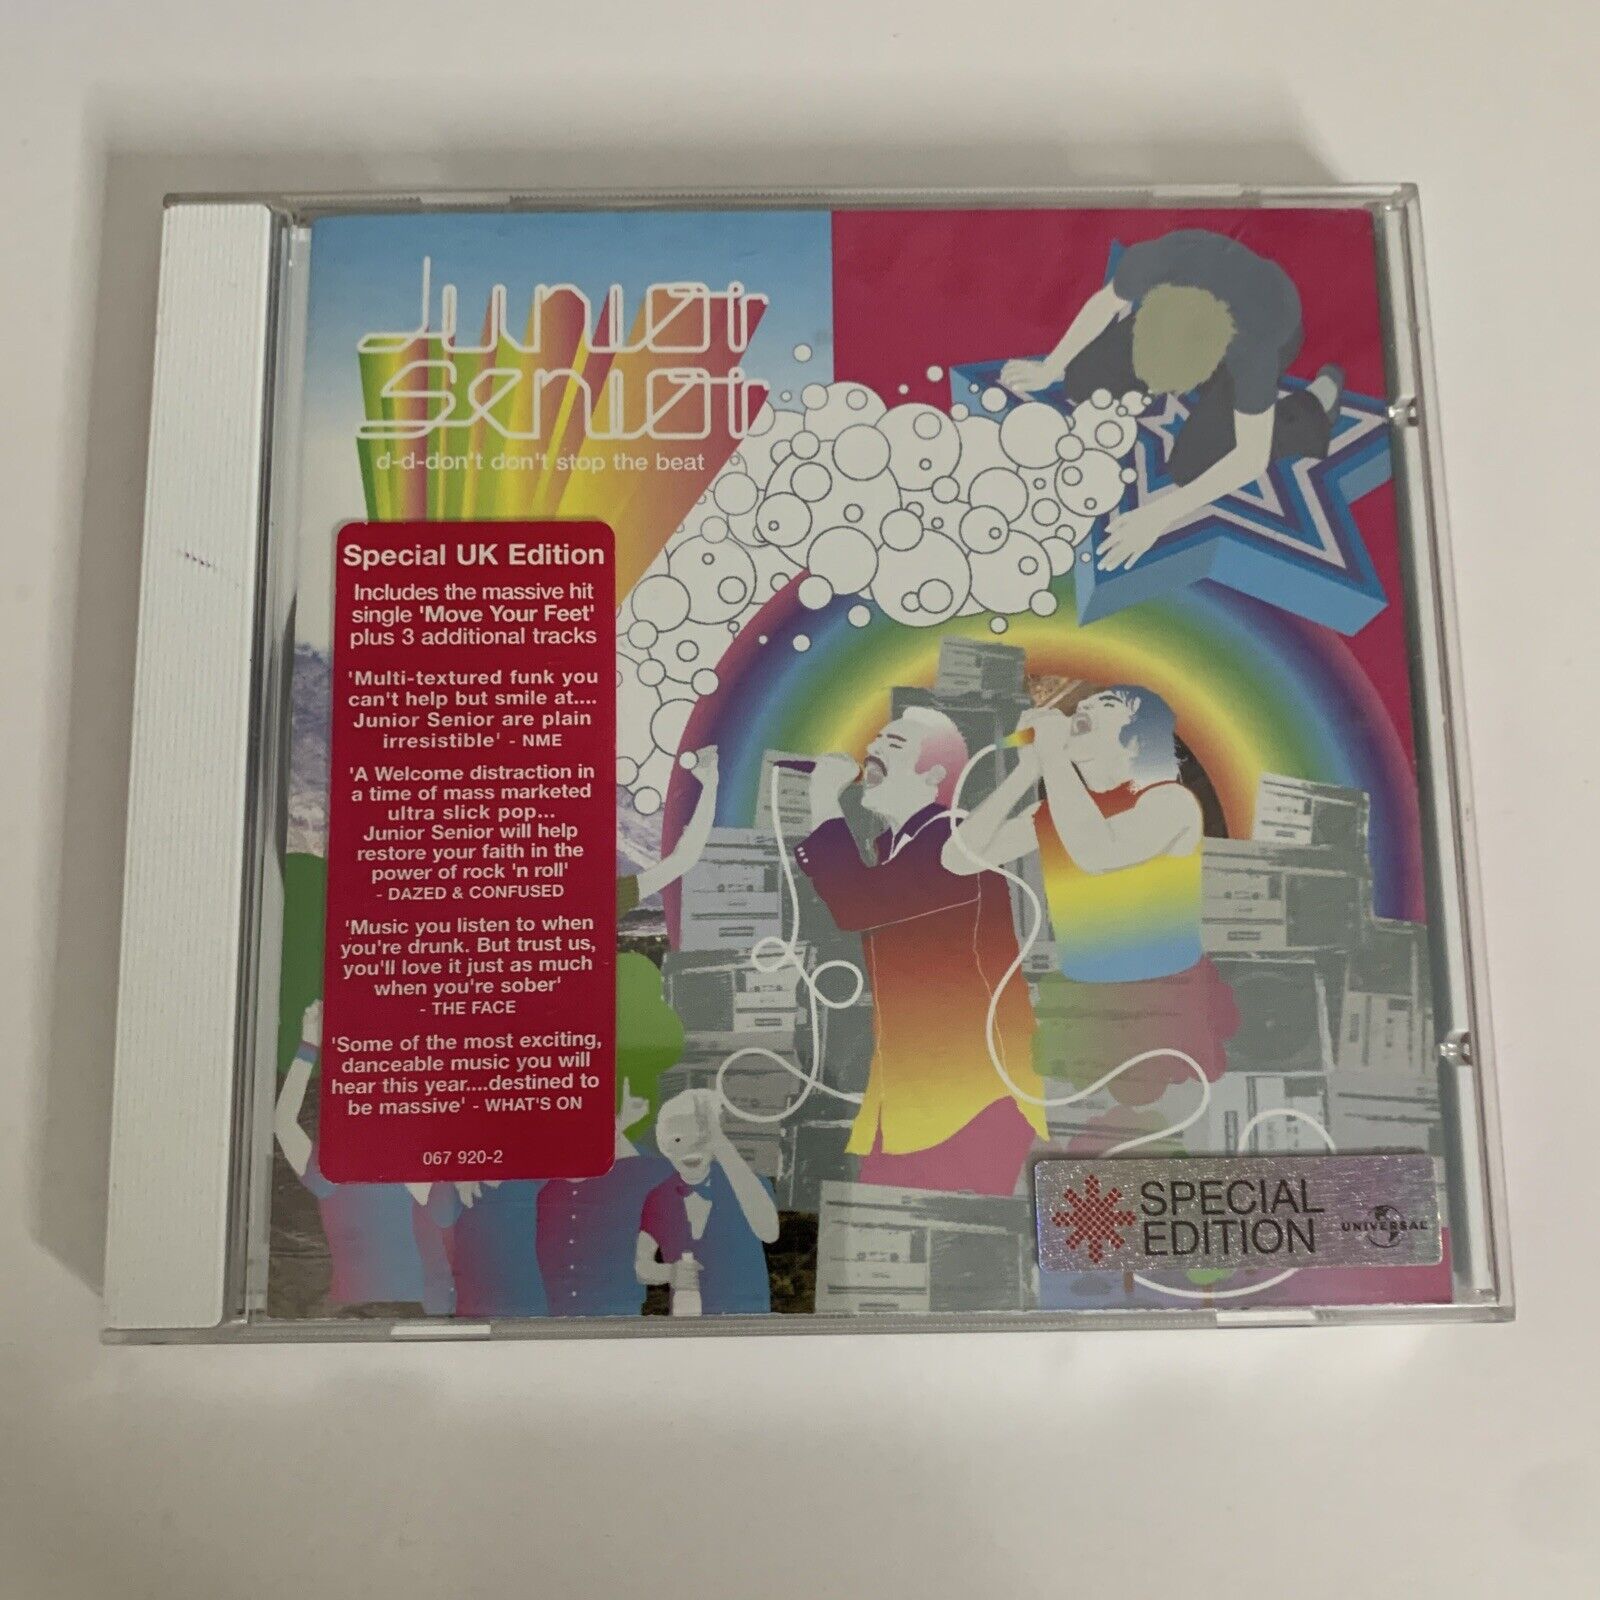 Junior
Senior
d-d-don't don't stop the beat
Special UK Edition
Includes the massive hit
single 'Move Your Feet'
plus 3 additional tracks
'Multi-textured funk you
can't help but smile at....
Junior Senior are plain
irresistible' - NME
'A Welcome distraction in
a time of mass marketed
ultra slick pop...
Junior Senior will help
restore your faith in the
power of rock 'n roll'
- DAZED & CONFUSED
'Music you listen to when
you're drunk. But trust us,
you'll love it just as much
when you're sober'
- THE FACE
'Some of the most exciting,
danceable music you will
hear this year....destined to
be massive' - WHAT'S ON
067 920-2
SPECIAL
EDITION
UNIVERSAL